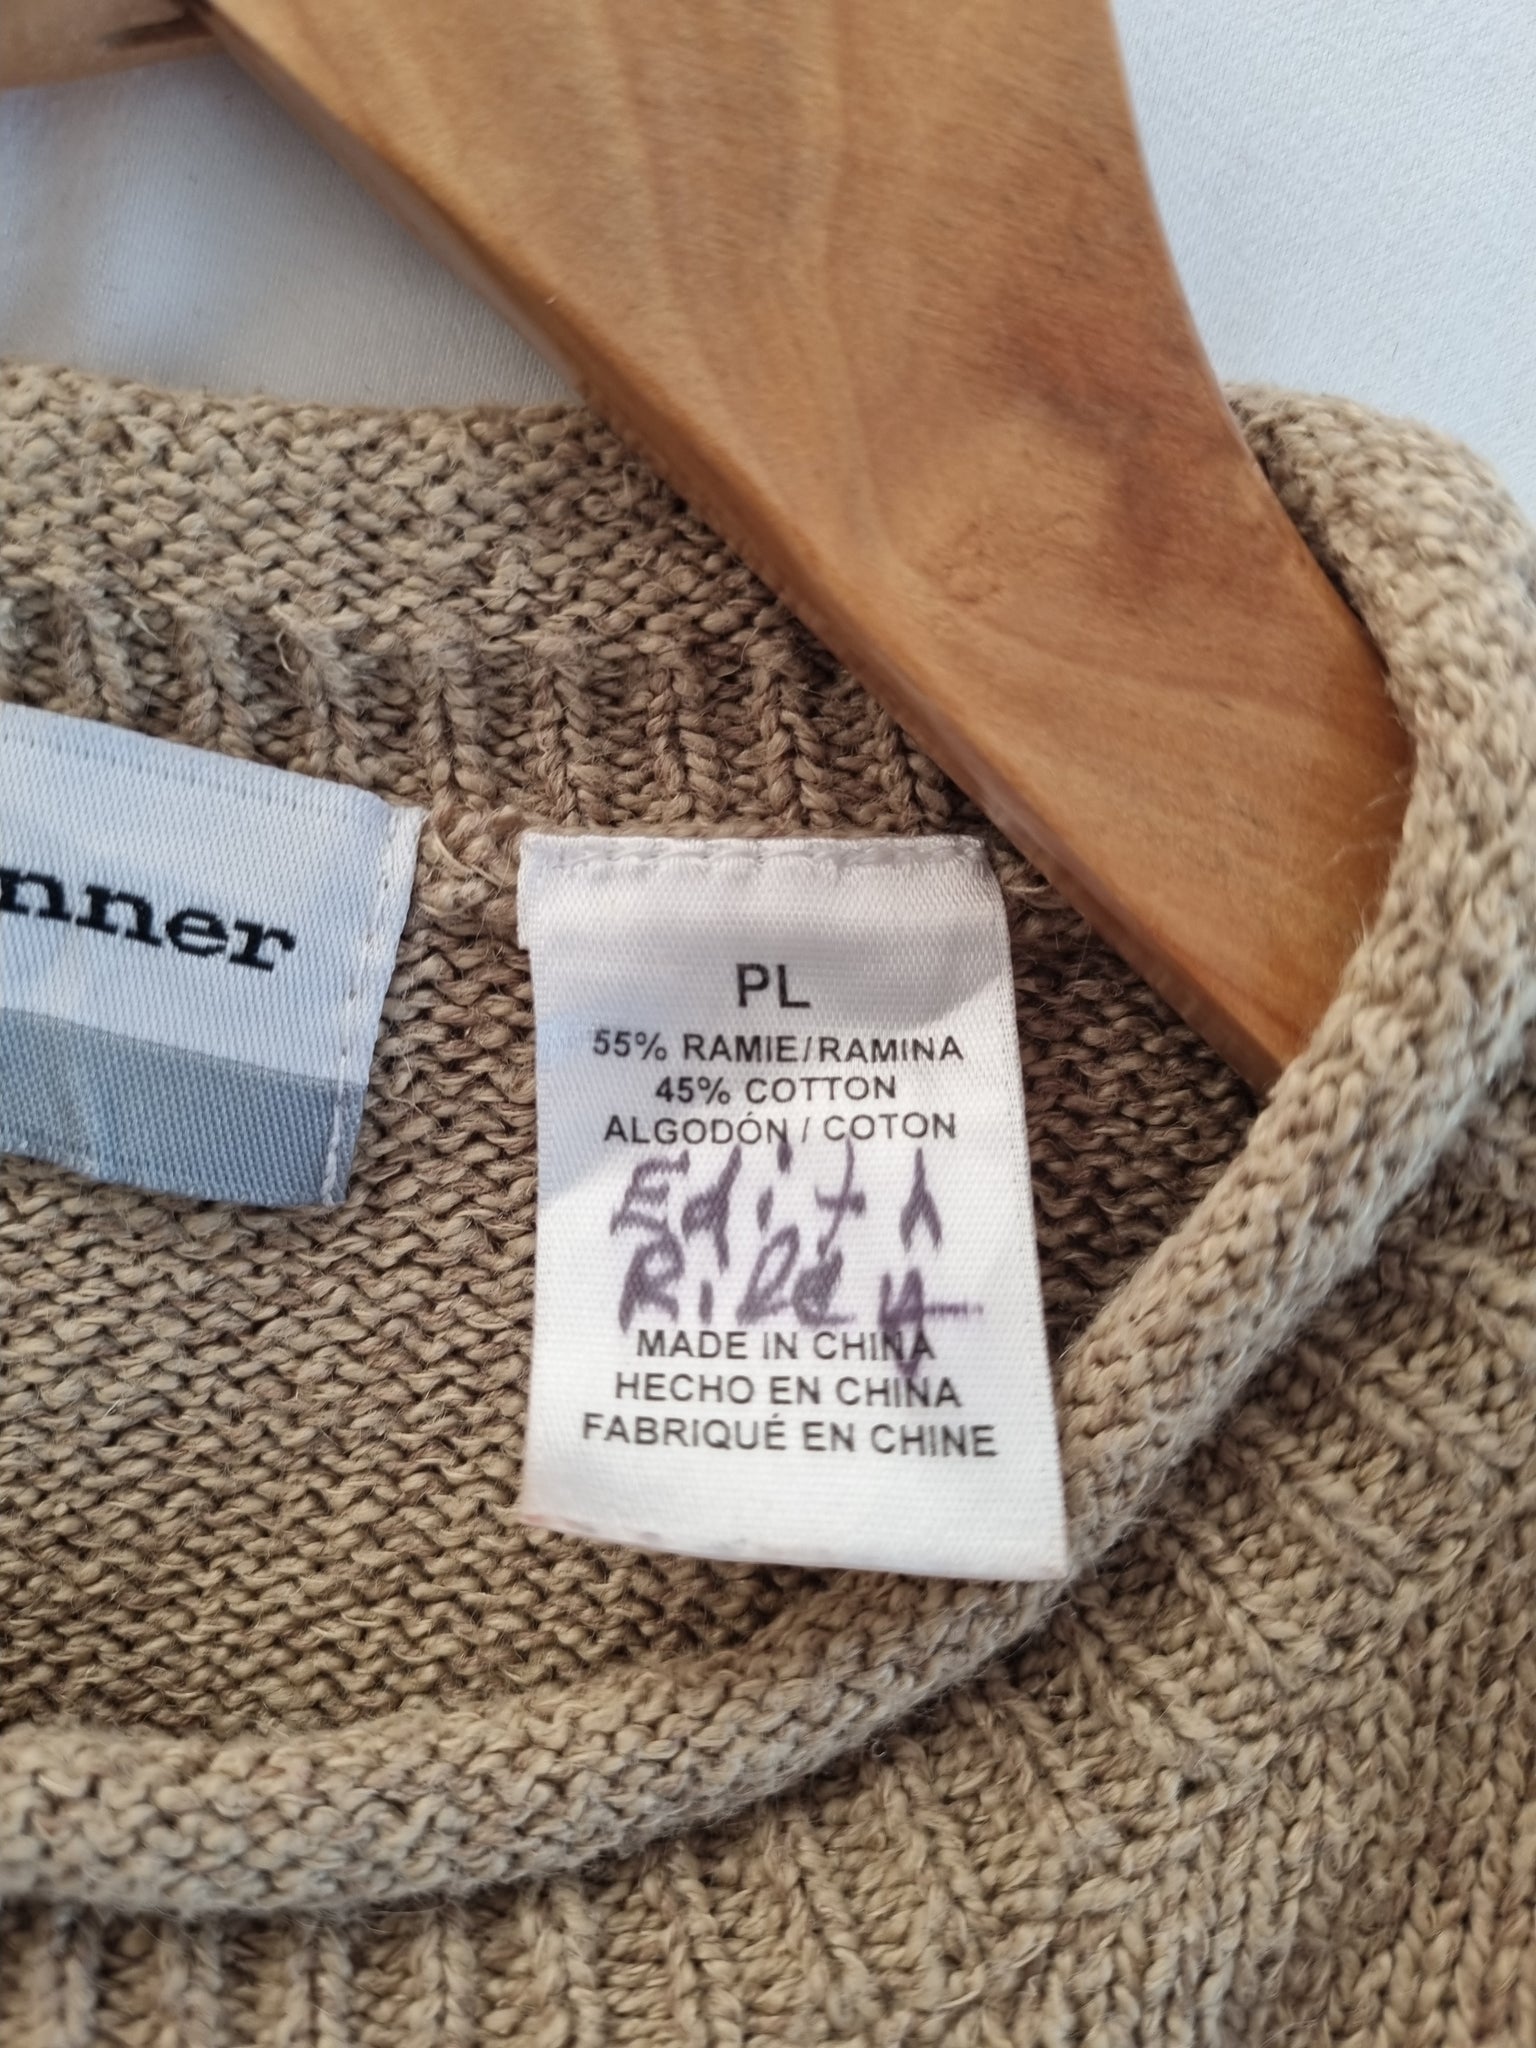 nner
PL
55% RAMIE/RAMINA
45% COTTON
ALGODÓN / COTON
Edith
Riley
MADE IN CHINA
HECHO EN CHINA
FABRIQUÉ EN CHINE